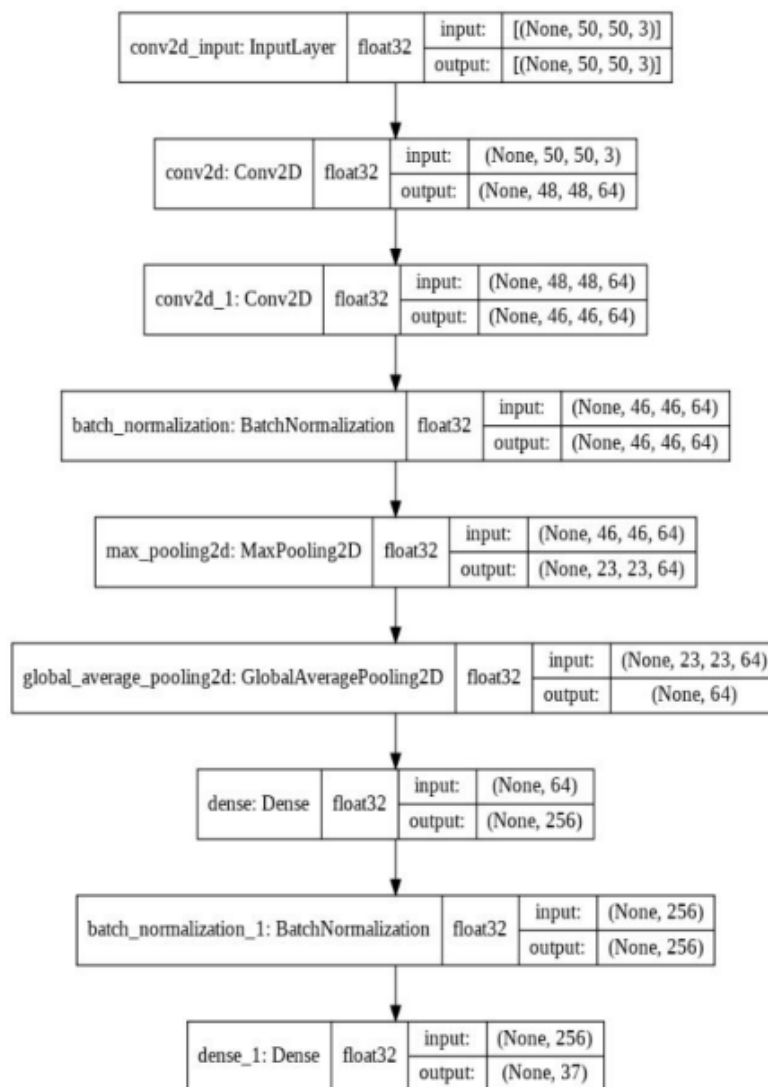 conv2d_input: InputLayer float32 input: [(None, 50, 50, 3)]
output: [(None, 50, 50, 3)]
conv2d: Conv2D float32 input: (None, 50, 50, 3)
output: (None, 48, 48, 64)
conv2d_1: Conv2D float32 input: (None, 48, 48, 64)
output: (None, 46, 46, 64)
batch_normalization: BatchNormalization float32 input: (None, 46, 46, 64)
output: (None, 46, 46, 64)
max_pooling2d: MaxPooling2D float32 input: (None, 46, 46, 64)
output: (None, 23, 23, 64)
global_average_pooling2d: GlobalAveragePooling2D float32 input: (None, 23, 23, 64)
output: (None, 64)
dense: Dense float32 input: (None, 64)
output: (None, 256)
batch_normalization_1: BatchNormalization float32 input: (None, 256)
output: (None, 256)
dense_1: Dense float32 input: (None, 256)
output: (None, 37)